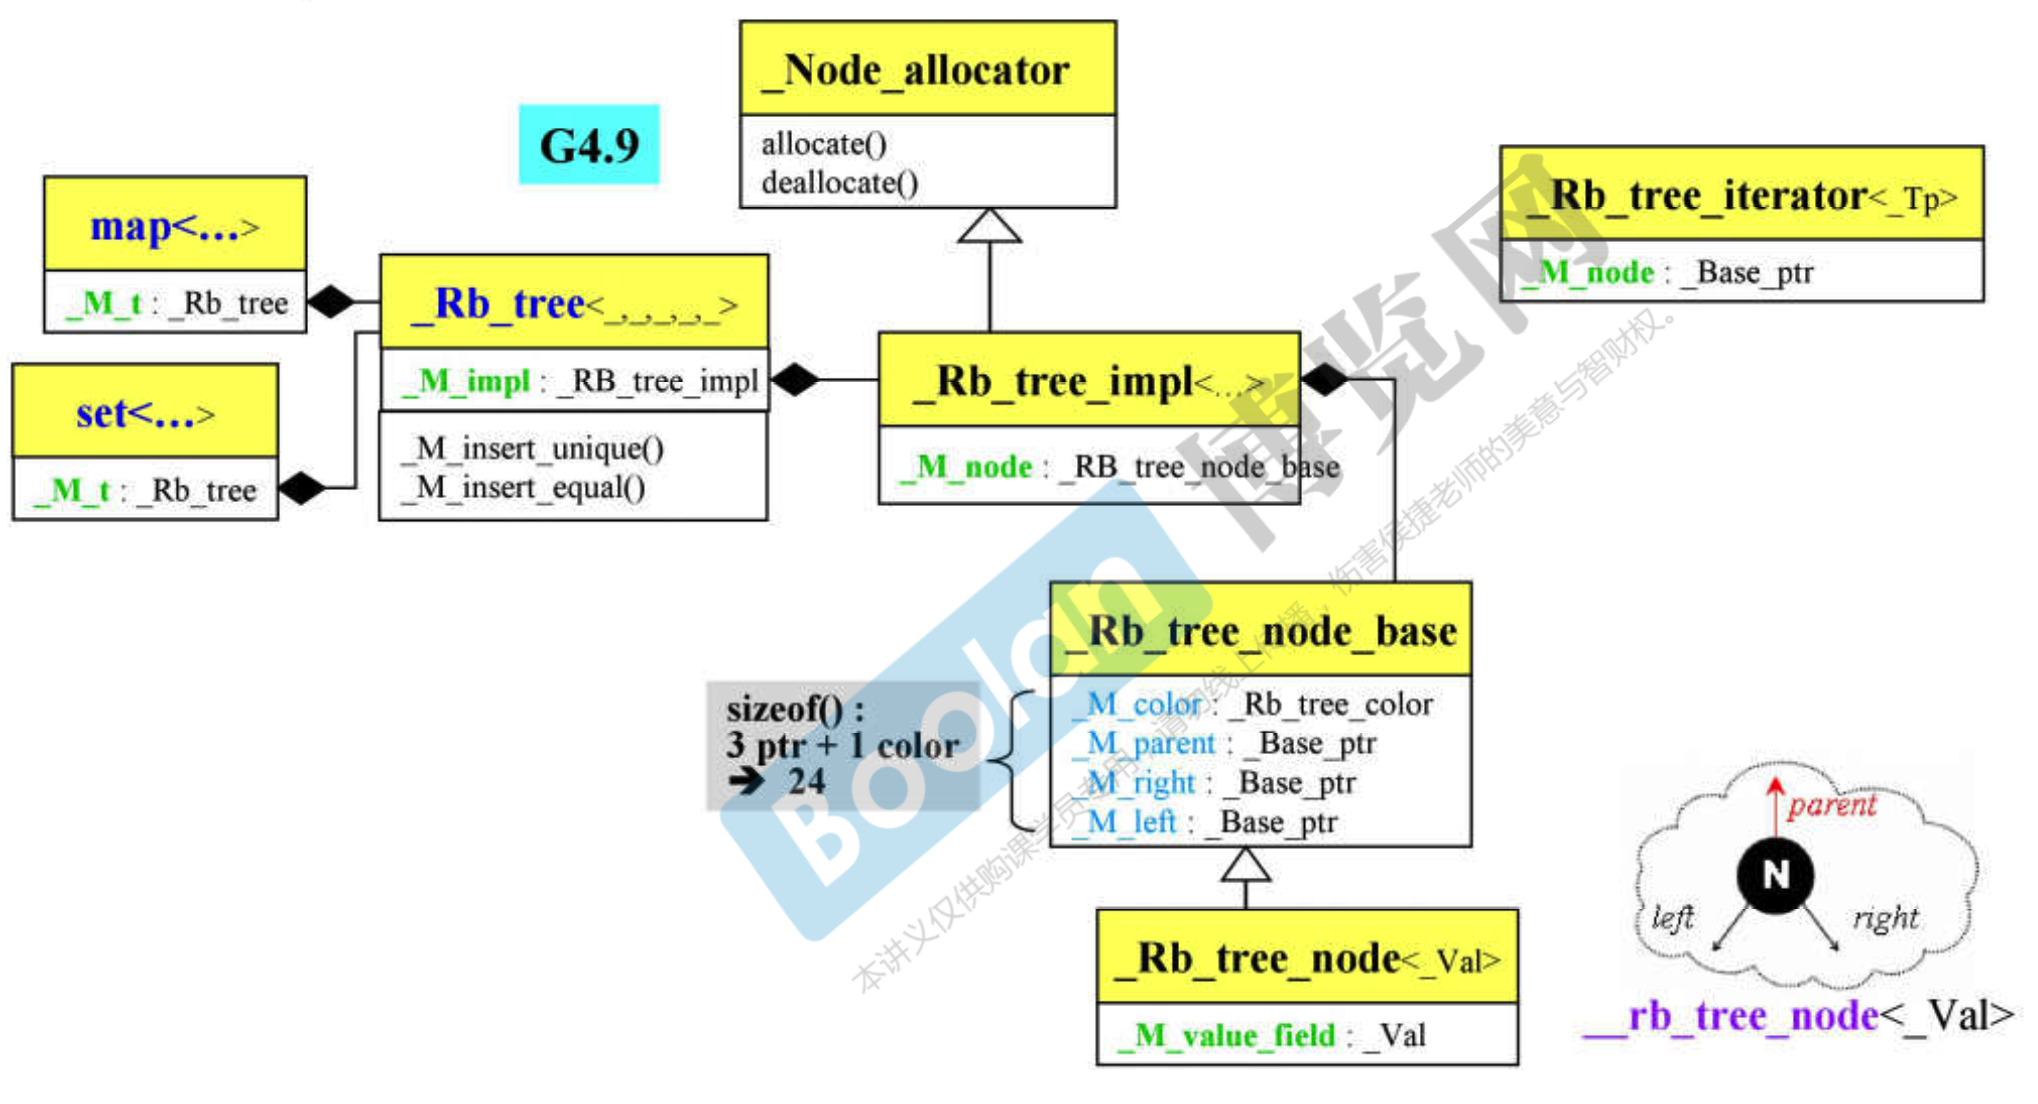 _Node_allocator
allocate()
deallocate()
G4.9
_Rb_tree_iterator<_Tp>
_M_node : _Base_ptr
map<...>
_M_t : _Rb_tree
_Rb_tree<_,_,_,_,_>
_M_impl : _RB_tree_impl
_M_insert_unique()
_M_insert_equal()
set<...>
_M_t : _Rb_tree
_Rb_tree_impl<...>
_M_node : _RB_tree_node_base
_Rb_tree_node_base
_M_color : _Rb_tree_color
_M_parent : _Base_ptr
_M_right : _Base_ptr
_M_left : _Base_ptr
sizeof() :
3 ptr + 1 color
➔ 24
_Rb_tree_node<_Val>
_M_value_field : _Val
parent
N
left
right
__rb_tree_node<_Val>
Boolan
博览网
本讲义仅供购课学员专用,请勿线上传播,伤害侯捷老师的美意与智财权。